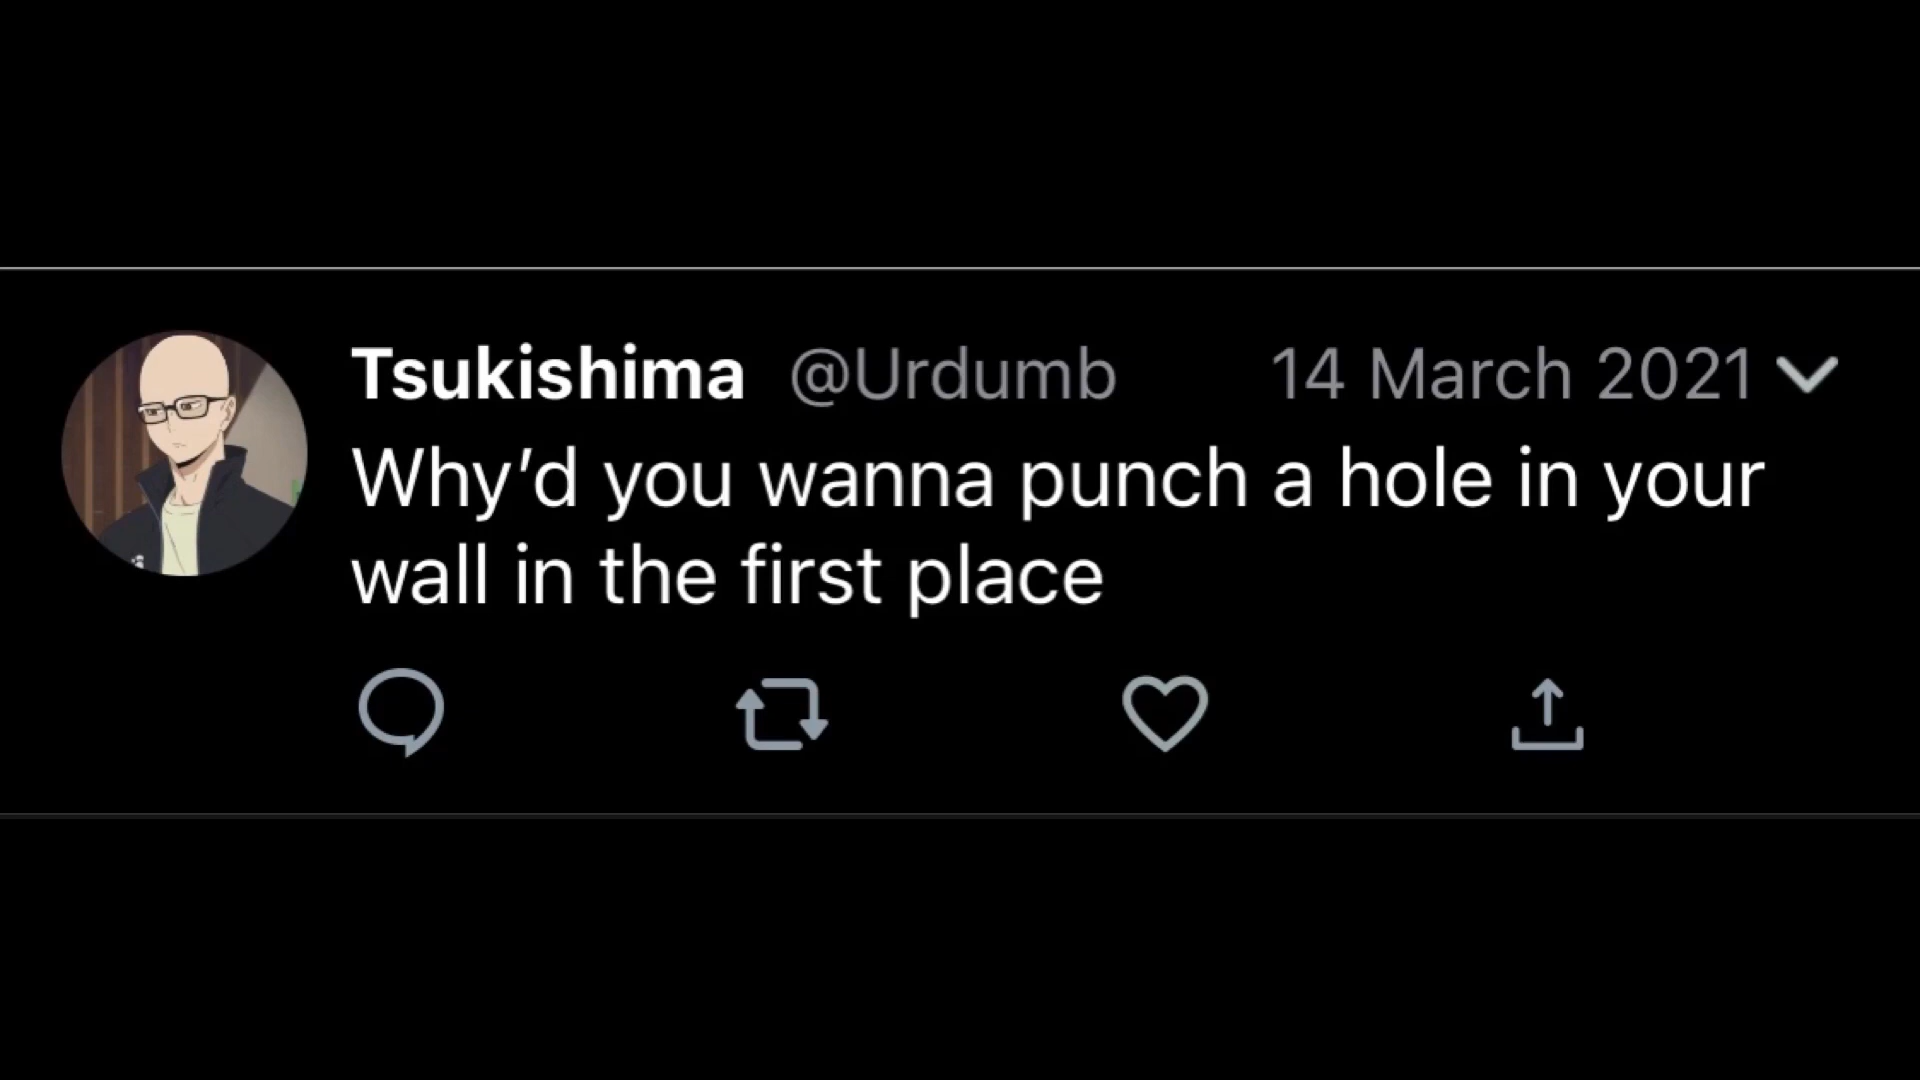 Tsukishima @Urdumb 14 March 2021
Why’d you wanna punch a hole in your
wall in the first place